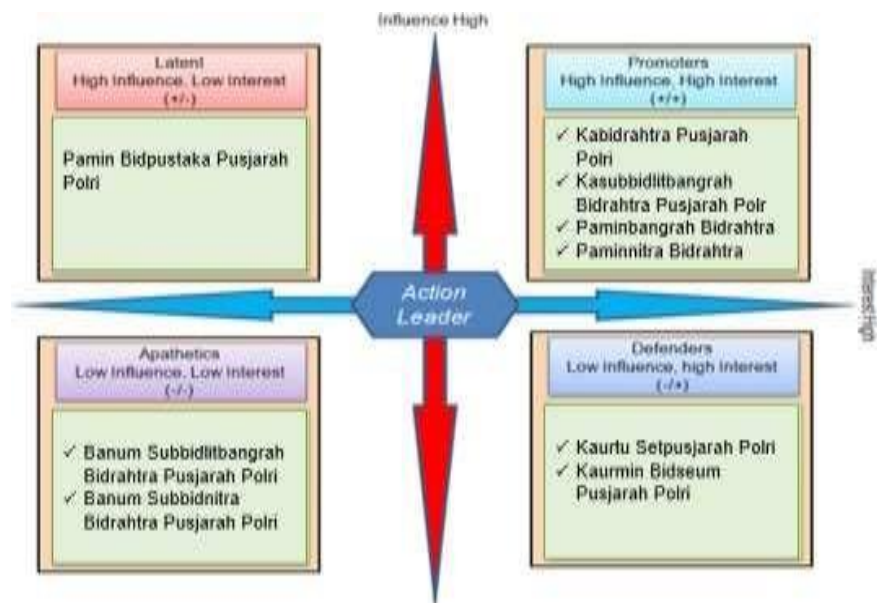 Influence High
Latent
High Influence, Low Interest
(+/-)
Pamin Bidpustaka Pusjarah
Polri
Promoters
High Influence, High Interest
(+/+)
✓ Kabidrahtra Pusjarah
Polri
✓ Kasubbidlitbangrah
Bidrahtra Pusjarah Polr
✓ Paminbangrah Bidrahtra
✓ Paminnitra Bidrahtra
Action
Leader
Interest High
Apathetics
Low Influence, Low Interest
(-/-)
✓ Banum Subbidlitbangrah
Bidrahtra Pusjarah Polri
✓ Banum Subbidnitra
Bidrahtra Pusjarah Polri
Defenders
Low Influence, high Interest
(-/+)
✓ Kaurtu Setpusjarah Polri
✓ Kaurmin Bidseum
Pusjarah Polri